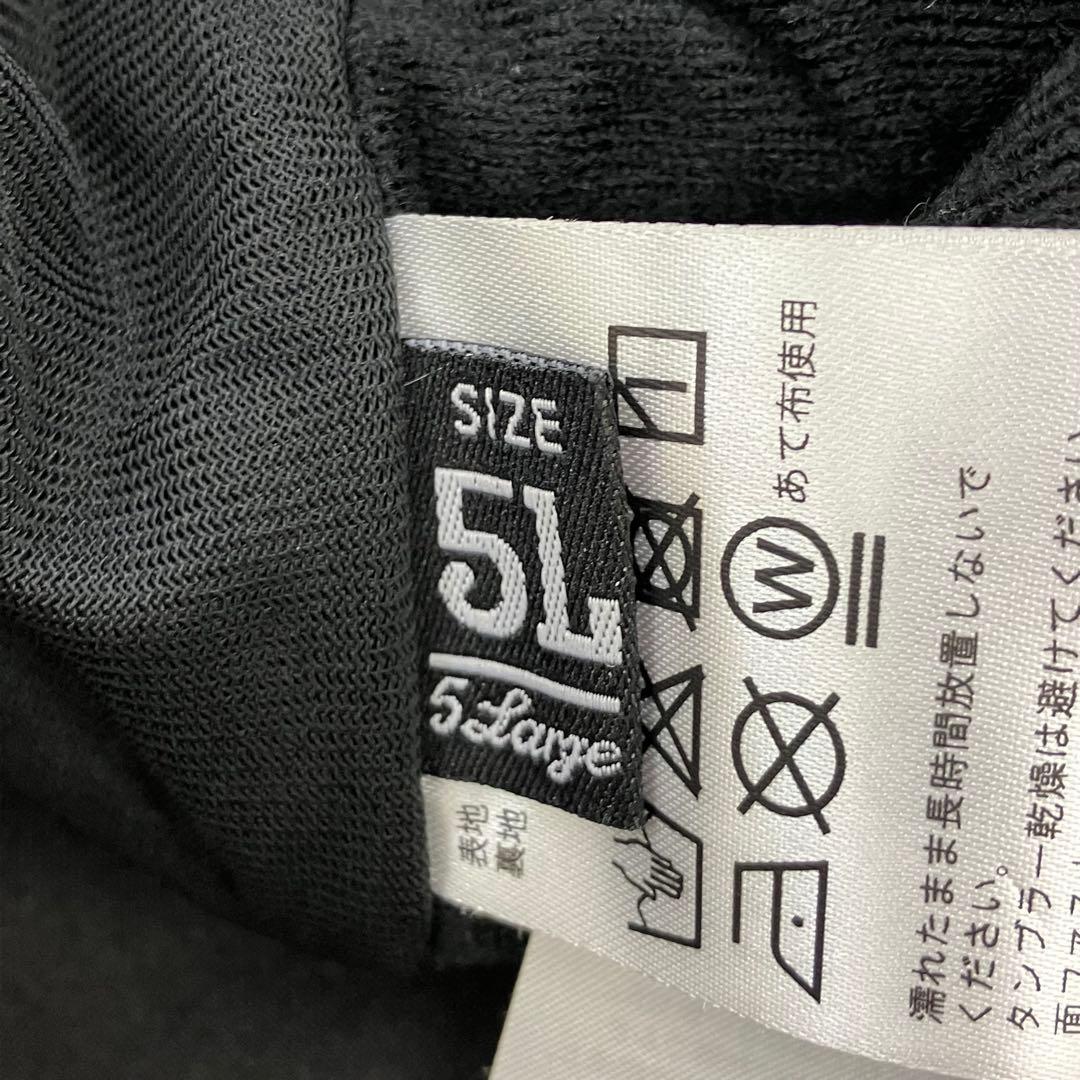 SIZE
5L
5 Large
表地
裏地
W
あて布使用
濡れたまま長時間放置しないで
ください。
タンブラー乾燥は避けてください